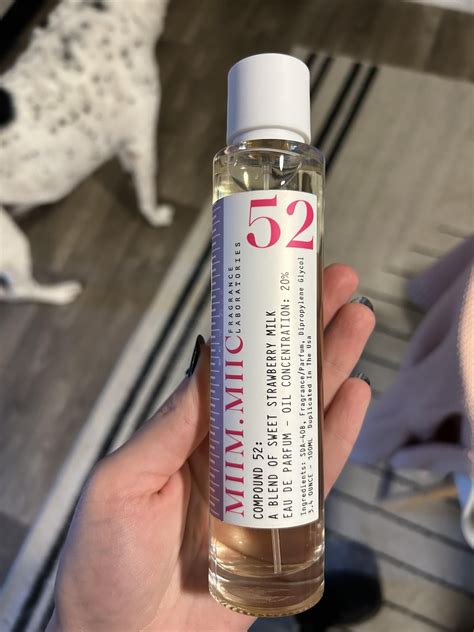 52
MIIM.MIIC
FRAGRANCE
LABORATORIES
COMPOUND 52:
A BLEND OF SWEET STRAWBERRY MILK
EAU DE PARFUM - OIL CONCENTRATION: 20%
Ingredients: SDA-40B, Fragrance/Parfum, Dipropylene Glycol
3.4 OUNCE - 100ML Duplicated In The Usa